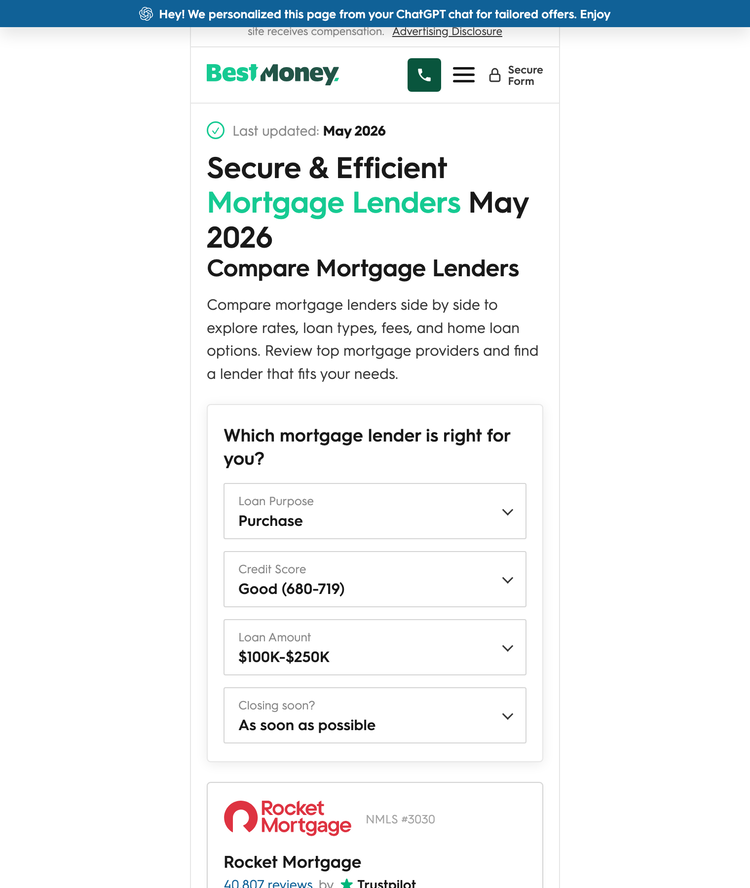 Hey! We personalized this page from your ChatGPT chat for tailored offers. Enjoy
site receives compensation. Advertising Disclosure
BestMoney
Secure
Form
Last updated: May 2026
Secure & Efficient
Mortgage Lenders May
2026
Compare Mortgage Lenders
Compare mortgage lenders side by side to
explore rates, loan types, fees, and home loan
options. Review top mortgage providers and find
a lender that fits your needs.
Which mortgage lender is right for
you?
Loan Purpose
Purchase
Credit Score
Good (680-719)
Loan Amount
$100K-$250K
Closing soon?
As soon as possible
Rocket
Mortgage
NMLS #3030
Rocket Mortgage
40,807 reviews by Trustpilot